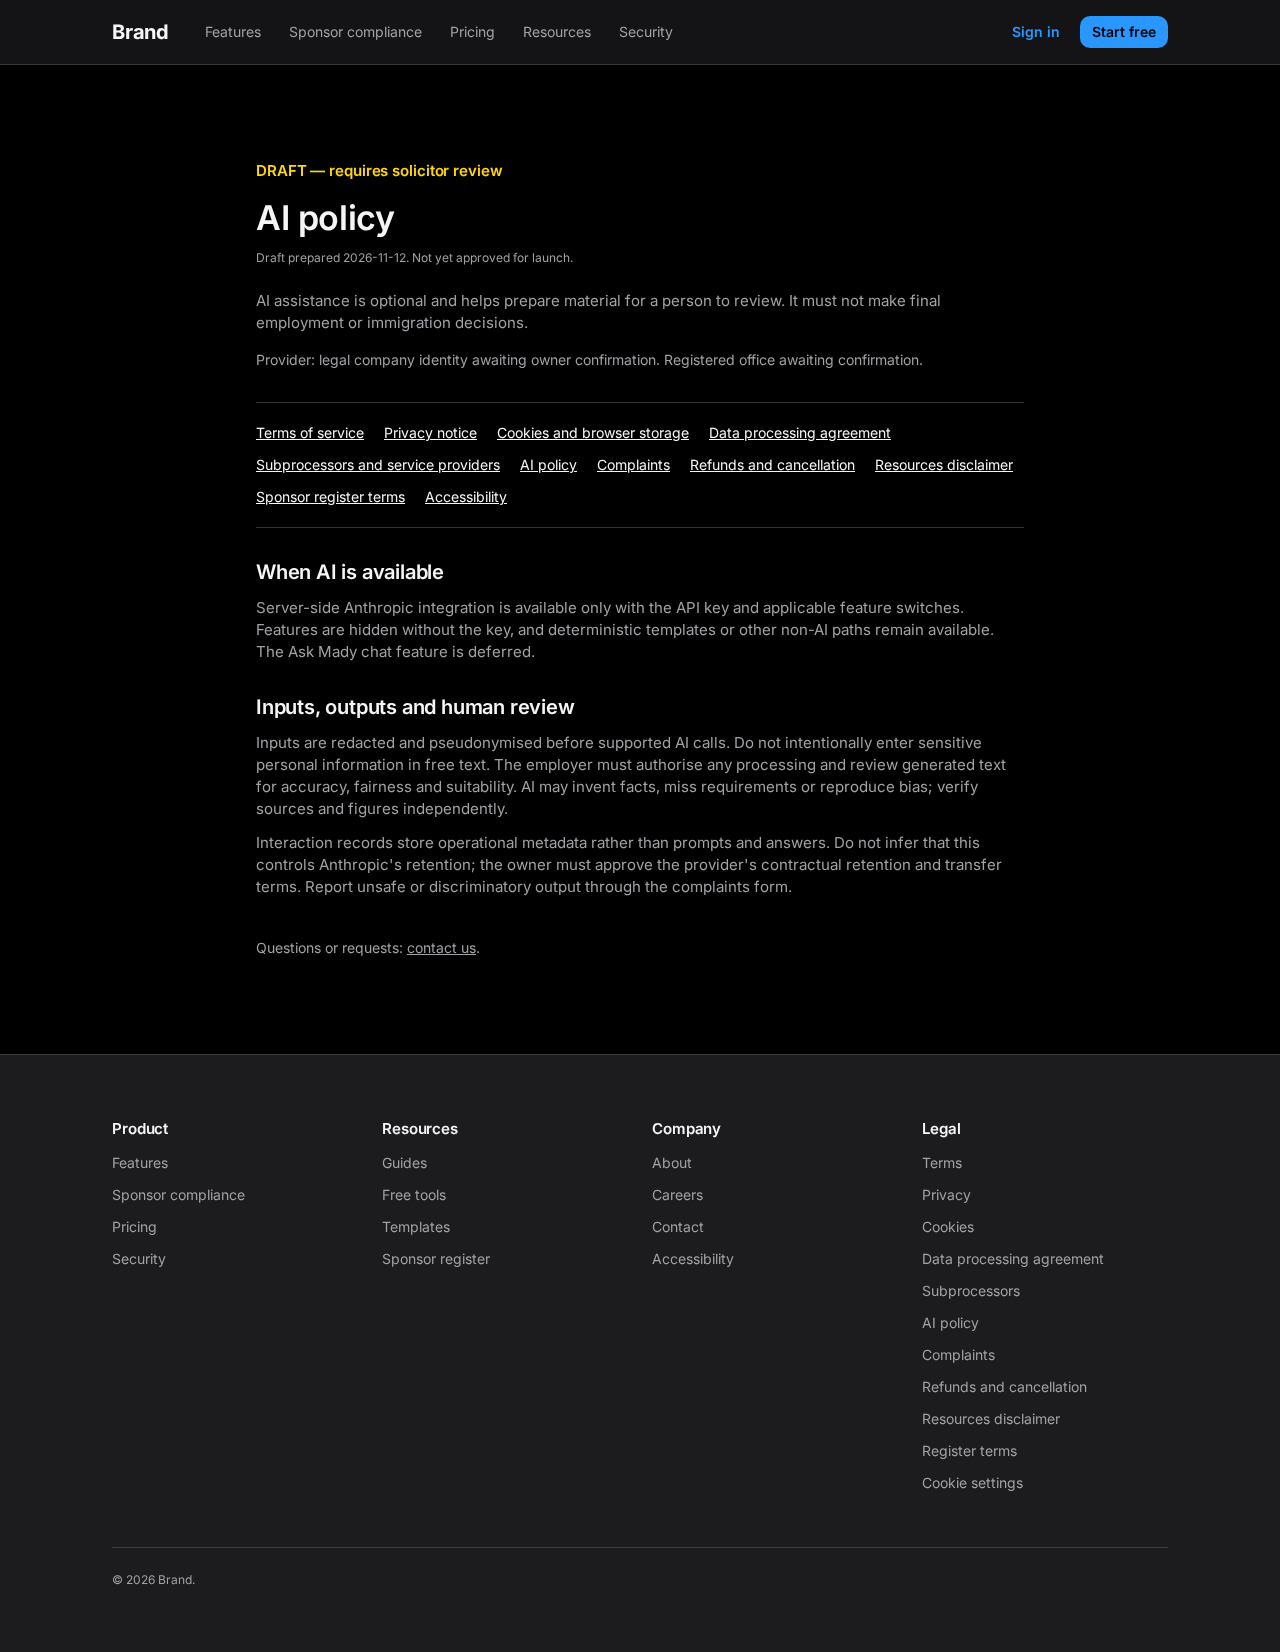 Brand
Features
Sponsor compliance
Pricing
Resources
Security
Sign in
Start free
DRAFT — requires solicitor review
AI policy
Draft prepared 2026-11-12. Not yet approved for launch.
AI assistance is optional and helps prepare material for a person to review. It must not make final
employment or immigration decisions.
Provider: legal company identity awaiting owner confirmation. Registered office awaiting confirmation.
Terms of service
Privacy notice
Cookies and browser storage
Data processing agreement
Subprocessors and service providers
AI policy
Complaints
Refunds and cancellation
Resources disclaimer
Sponsor register terms
Accessibility
When AI is available
Server-side Anthropic integration is available only with the API key and applicable feature switches.
Features are hidden without the key, and deterministic templates or other non-AI paths remain available.
The Ask Mady chat feature is deferred.
Inputs, outputs and human review
Inputs are redacted and pseudonymised before supported AI calls. Do not intentionally enter sensitive
personal information in free text. The employer must authorise any processing and review generated text
for accuracy, fairness and suitability. AI may invent facts, miss requirements or reproduce bias; verify
sources and figures independently.
Interaction records store operational metadata rather than prompts and answers. Do not infer that this
controls Anthropic's retention; the owner must approve the provider's contractual retention and transfer
terms. Report unsafe or discriminatory output through the complaints form.
Questions or requests: contact us.
Product
Features
Sponsor compliance
Pricing
Security
Resources
Guides
Free tools
Templates
Sponsor register
Company
About
Careers
Contact
Accessibility
Legal
Terms
Privacy
Cookies
Data processing agreement
Subprocessors
AI policy
Complaints
Refunds and cancellation
Resources disclaimer
Register terms
Cookie settings
© 2026 Brand.